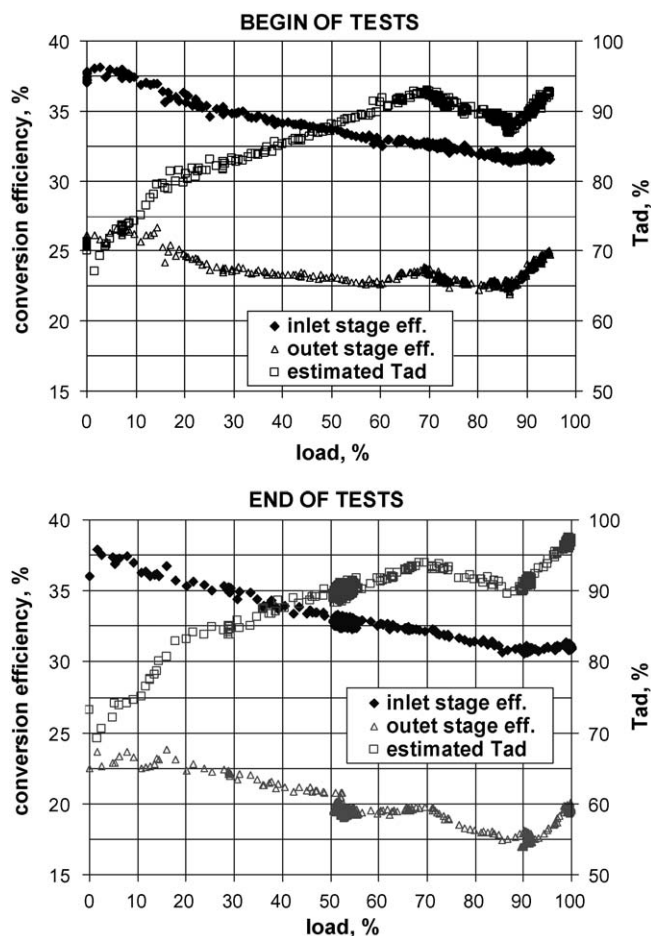 BEGIN OF TESTS
40
35
30
25
20
15
conversion efficiency, %
100
90
80
70
60
50
Tad, %
inlet stage eff.
outet stage eff.
estimated Tad
0 10 20 30 40 50 60 70 80 90 100
load, %
END OF TESTS
40
35
30
25
20
15
conversion efficiency, %
100
90
80
70
60
50
Tad, %
inlet stage eff.
outet stage eff.
estimated Tad
0 10 20 30 40 50 60 70 80 90 100
load, %